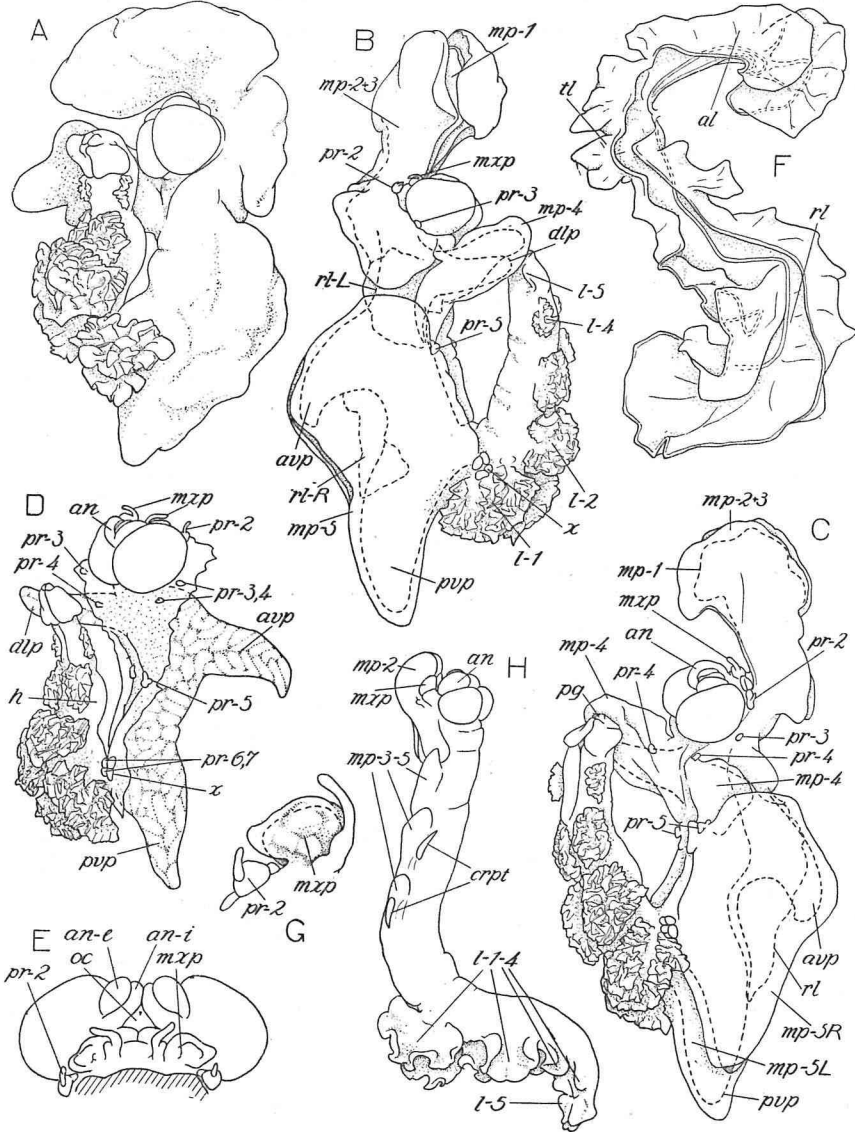 A
B
mp-1
mp-2+3
pr-2
mxp
pr-3
mp-4
dlp
rl-L
l-5
l-4
pr-5
avp
l-2
rl-R
x
mp-5
l-1
pvp
al
tl
F
rl
D
mxp
an
pr-2
pr-3
pr-4
pr-3,4
dlp
avp
h
pr-5
pr-6,7
x
pvp
mxp
pr-2
G
E
an-e
an-i
oc
mxp
pr-2
H
mp-2
an
mxp
mp-3-5
crpt
l-1-4
l-5
mp-2+3
C
mp-1
mxp
an
mp-4
pr-4
pr-2
pg
pr-3
pr-4
mp-4
pr-5
avp
rl
mp-5R
mp-5L
pvp